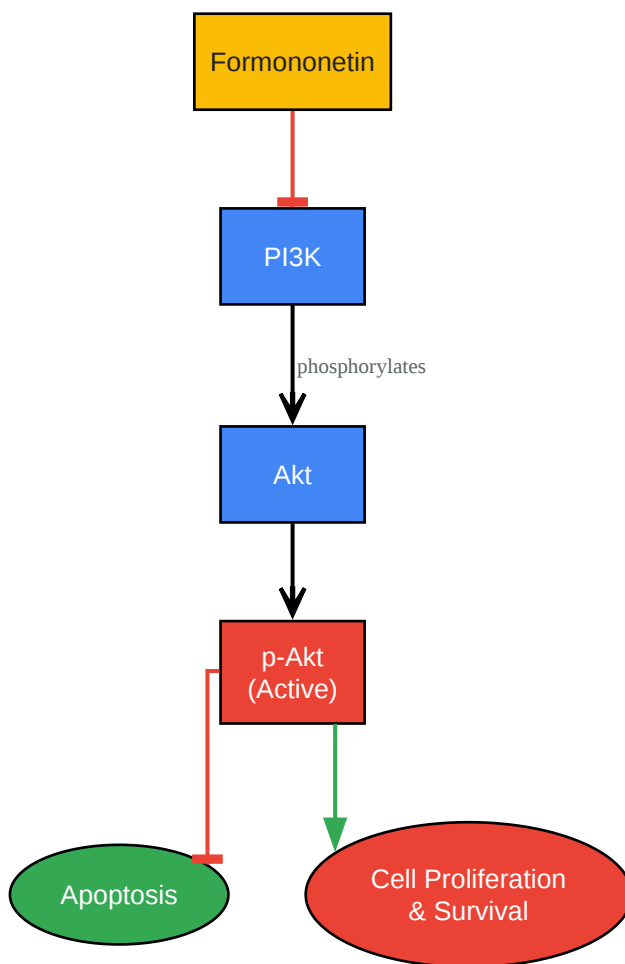 Formononetin
PI3K
phosphorylates
Akt
p-Akt
(Active)
Apoptosis
Cell Proliferation
& Survival